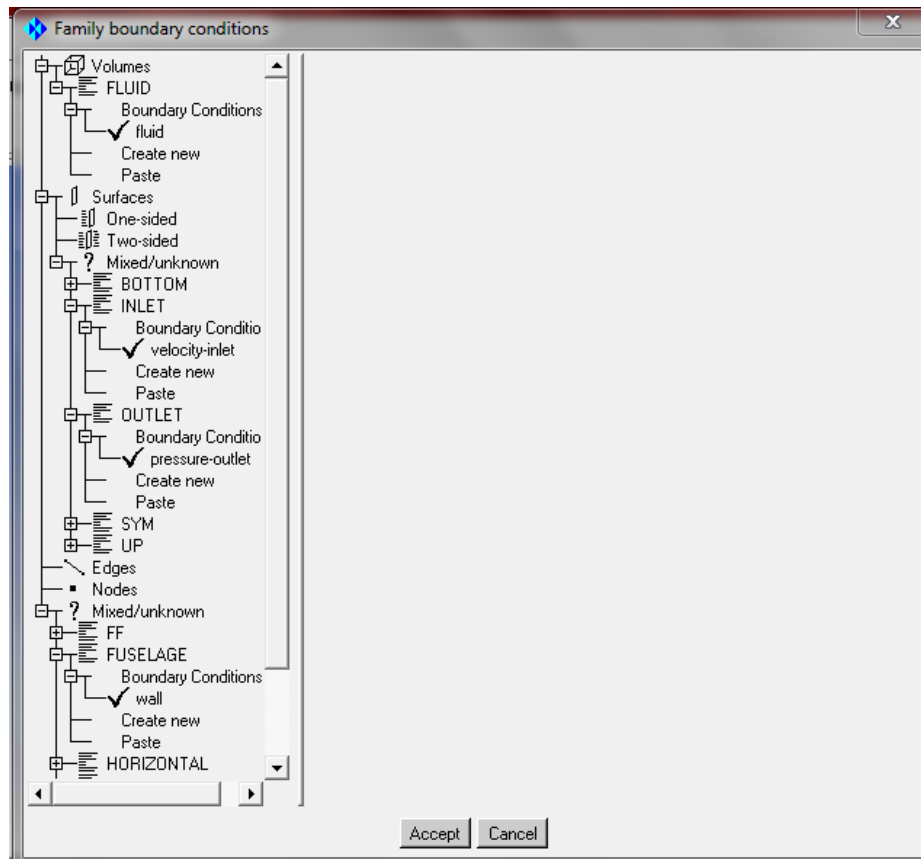 Family boundary conditions
Volumes
FLUID
Boundary Conditions
fluid
Create new
Paste
Surfaces
One-sided
Two-sided
? Mixed/unknown
BOTTOM
INLET
Boundary Conditio
velocity-inlet
Create new
Paste
OUTLET
Boundary Conditio
pressure-outlet
Create new
Paste
SYM
UP
Edges
Nodes
? Mixed/unknown
FF
FUSELAGE
Boundary Conditions
wall
Create new
Paste
HORIZONTAL
Accept Cancel